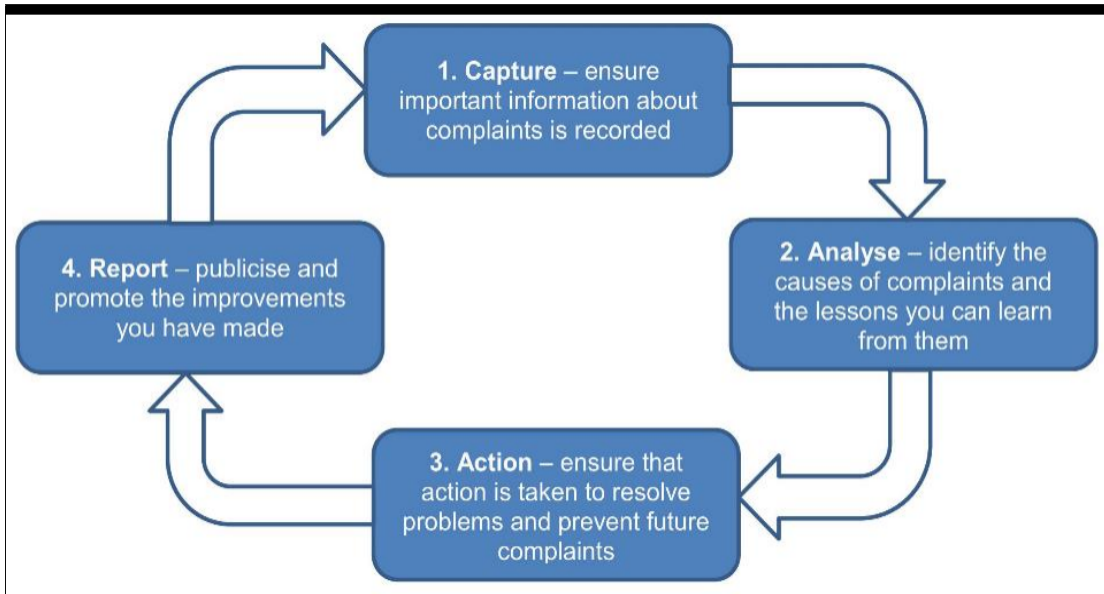 1. Capture – ensure
important information about
complaints is recorded
2. Analyse – identify the
causes of complaints and
the lessons you can learn
from them
3. Action – ensure that
action is taken to resolve
problems and prevent future
complaints
4. Report – publicise and
promote the improvements
you have made